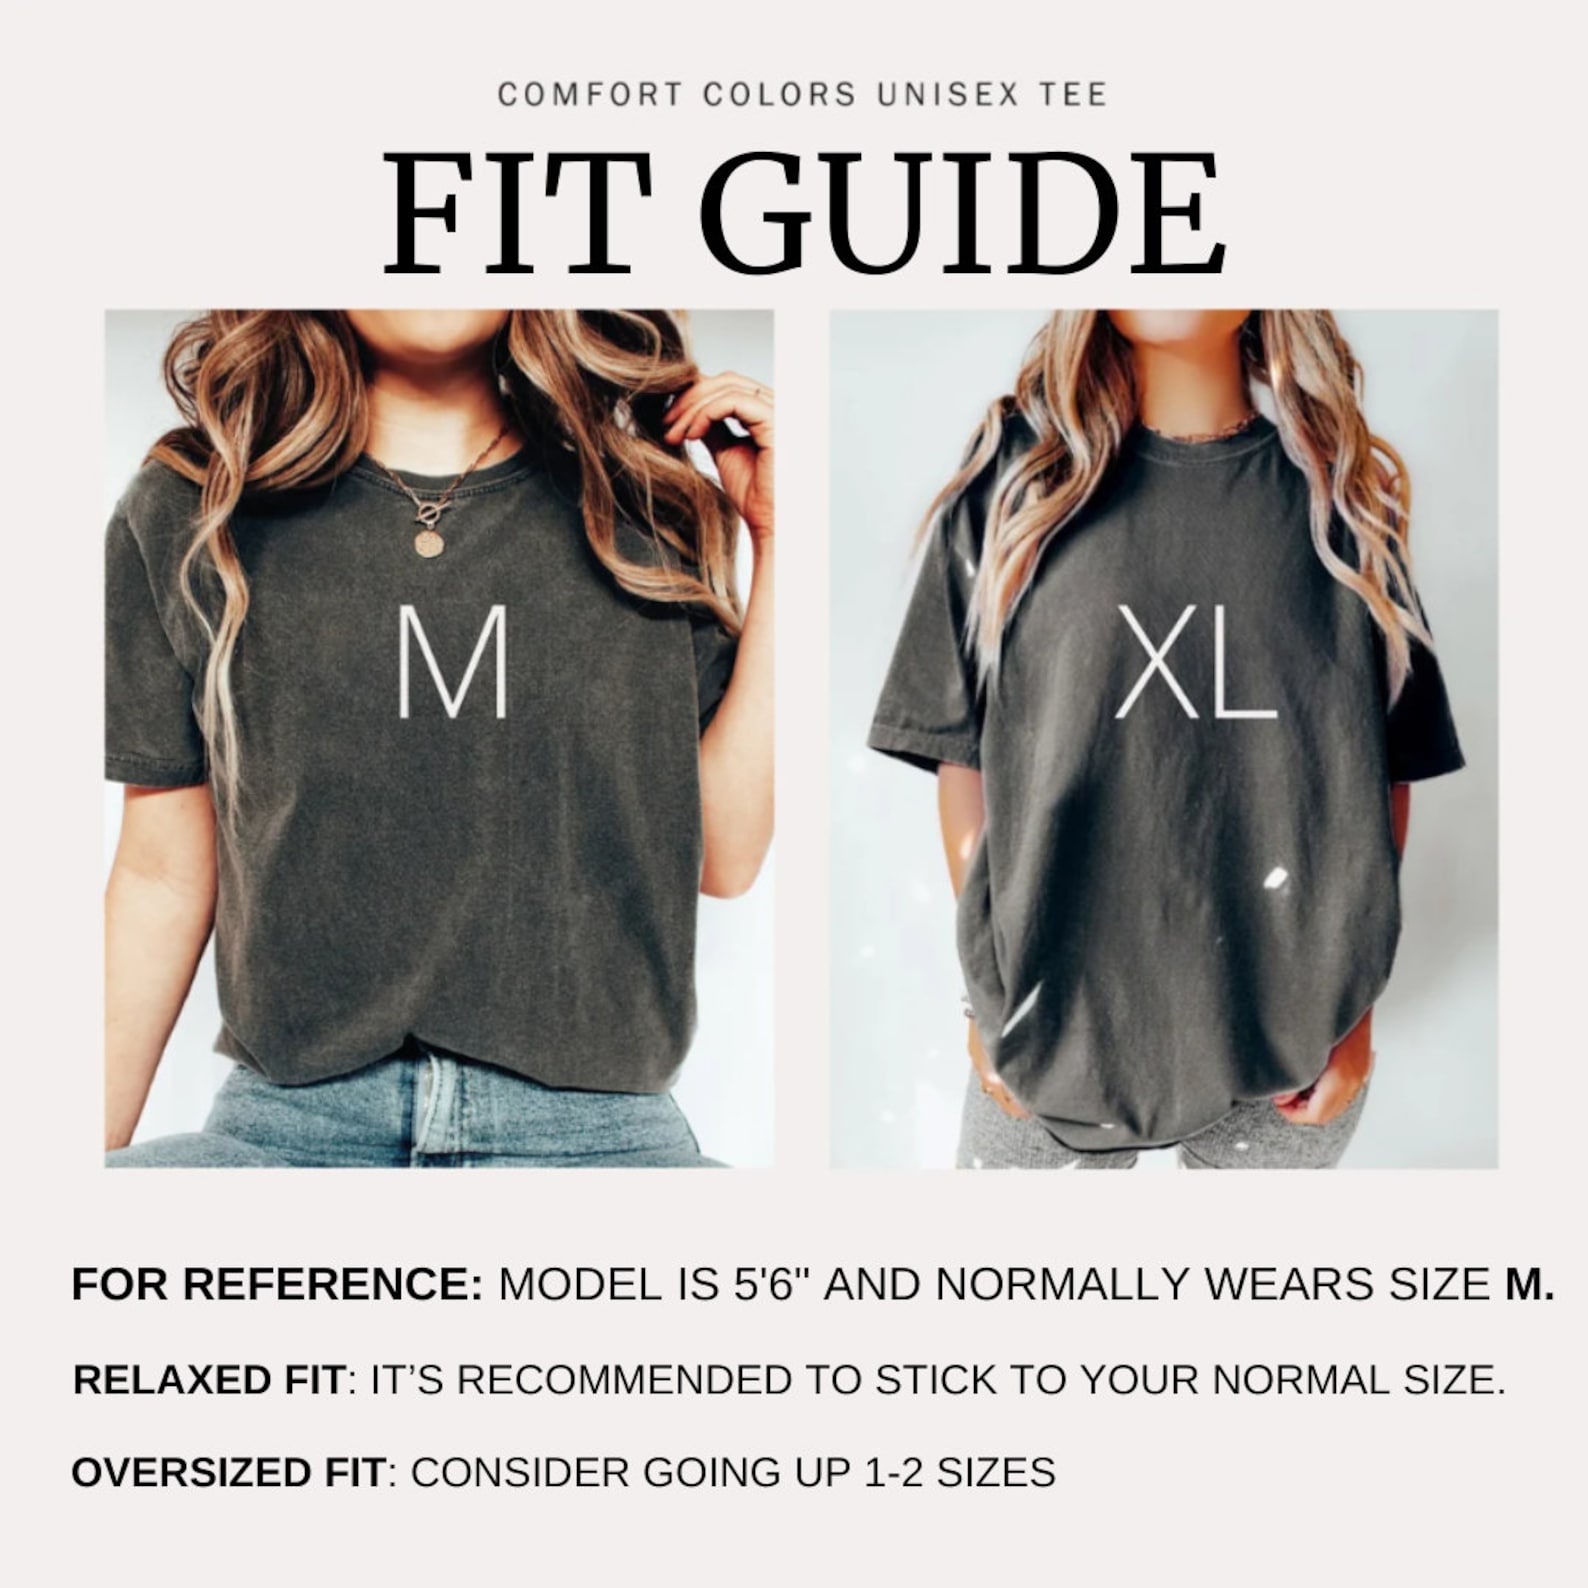 COMFORT COLORS UNISEX TEE
FIT GUIDE
M
XL
FOR REFERENCE: MODEL IS 5'6" AND NORMALLY WEARS SIZE M.
RELAXED FIT: IT’S RECOMMENDED TO STICK TO YOUR NORMAL SIZE.
OVERSIZED FIT: CONSIDER GOING UP 1-2 SIZES